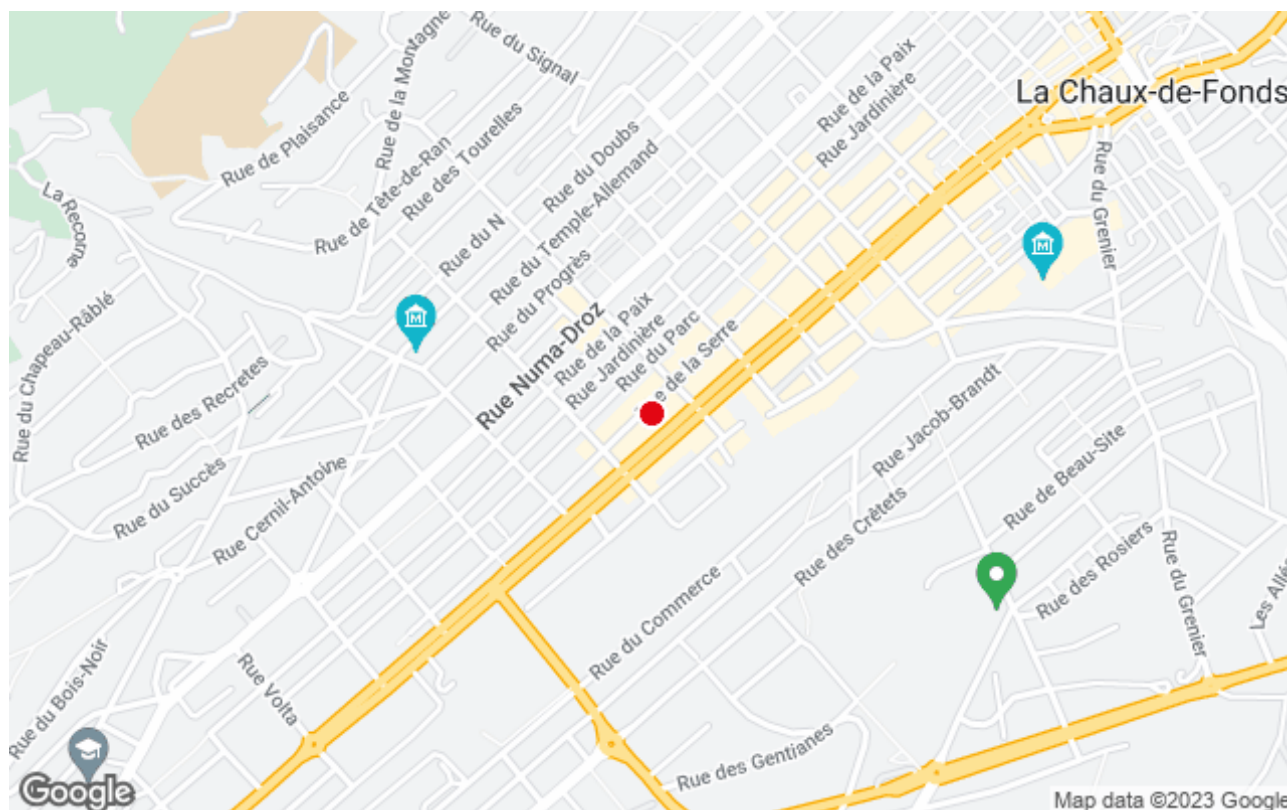 Rue du Signal
Rue de la Montagne
Rue de la Paix
Rue Jardinière
La Chaux-de-Fonds
Rue de Plaisance
Rue de Tête-de-Ran
Rue des Tourelles
Rue du Doubs
Rue du Temple-Allemand
La Recorne
Rue du N
Rue du Progrès
Rue du Grenier
Rue du Chapeau-Râblé
Rue des Recretes
Rue Numa-Droz
Rue de la Paix
Rue Jardinière
Rue du Parc
e de la Serre
Rue du Succès
Rue Cernil-Antoine
Rue Jacob-Brandt
Rue de Beau-Site
Rue des Crêtets
Rue des Rosiers
Rue du Grenier
Les Allé
Rue du Commerce
Rue du Bois-Noir
Rue Volta
Rue des Gentianes
Google
Map data ©2023 Google